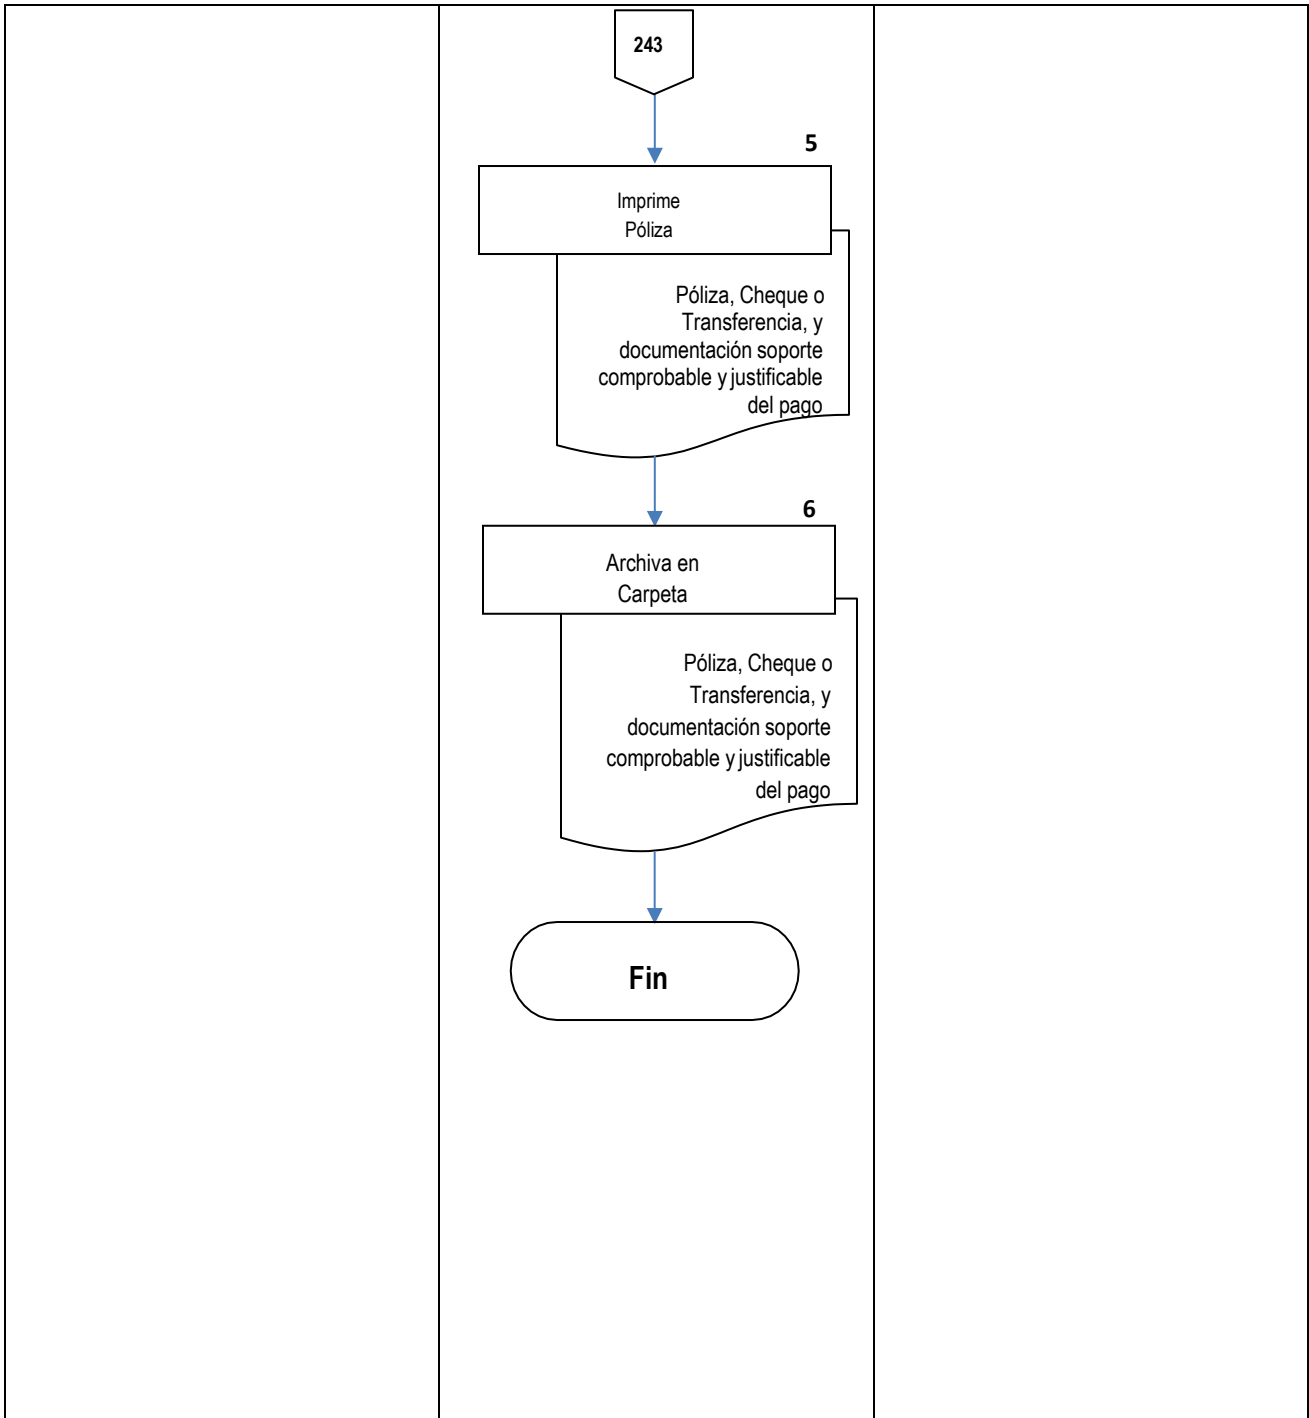 243
5
Imprime
Póliza
Póliza, Cheque o
Transferencia, y
documentación soporte
comprobable y justificable
del pago
6
Archiva en
Carpeta
Póliza, Cheque o
Transferencia, y
documentación soporte
comprobable y justificable
del pago
Fin